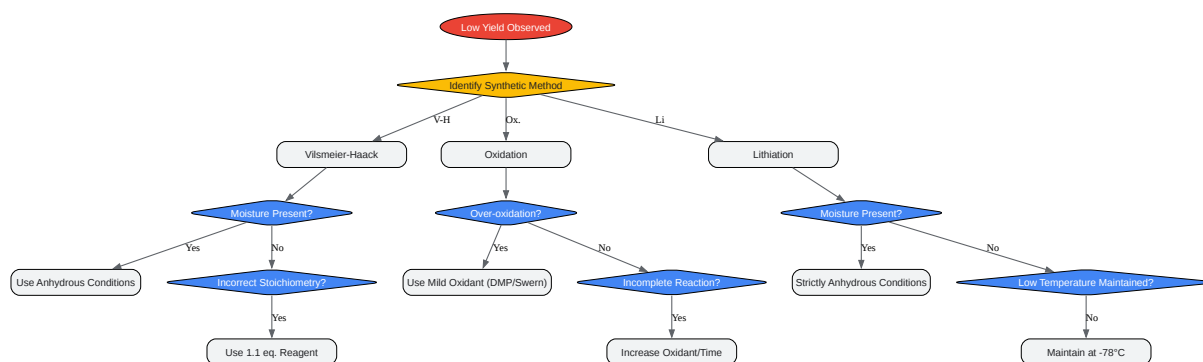 Low Yield Observed
Identify Synthetic Method
V-H
Ox.
Li
Vilsmeier-Haack
Oxidation
Lithiation
Moisture Present?
Over-oxidation?
Moisture Present?
Yes
No
Yes
No
Yes
No
Use Anhydrous Conditions
Incorrect Stoichiometry?
Use Mild Oxidant (DMP/Swern)
Incomplete Reaction?
Strictly Anhydrous Conditions
Low Temperature Maintained?
Yes
Yes
No
Use 1.1 eq. Reagent
Increase Oxidant/Time
Maintain at -78°C